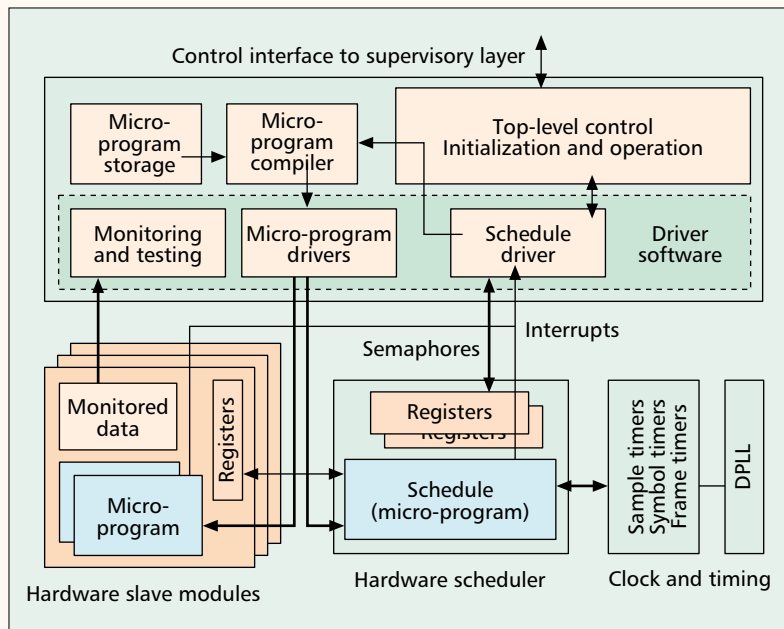 Control interface to supervisory layer
Micro-
program
storage
Micro-
program
compiler
Top-level control
Initialization and operation
Monitoring
and testing
Micro-program
drivers
Schedule
driver
Driver
software
Semaphores
Interrupts
Monitored
data
Registers
Micro-
program
Registers
Registers
Schedule
(micro-program)
Sample timers
Symbol timers
Frame timers
DPLL
Hardware slave modules
Hardware scheduler
Clock and timing